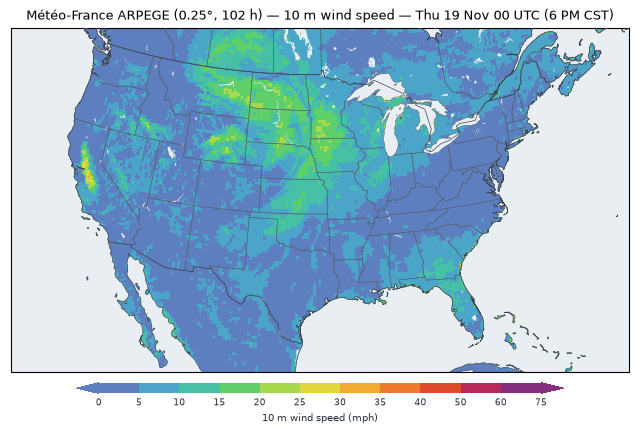 Météo-France ARPEGE (0.25°, 102 h) — 10 m wind speed — Thu 19 Nov 00 UTC (6 PM CST)
0 5 10 15 20 25 30 35 40 50 60 75
10 m wind speed (mph)